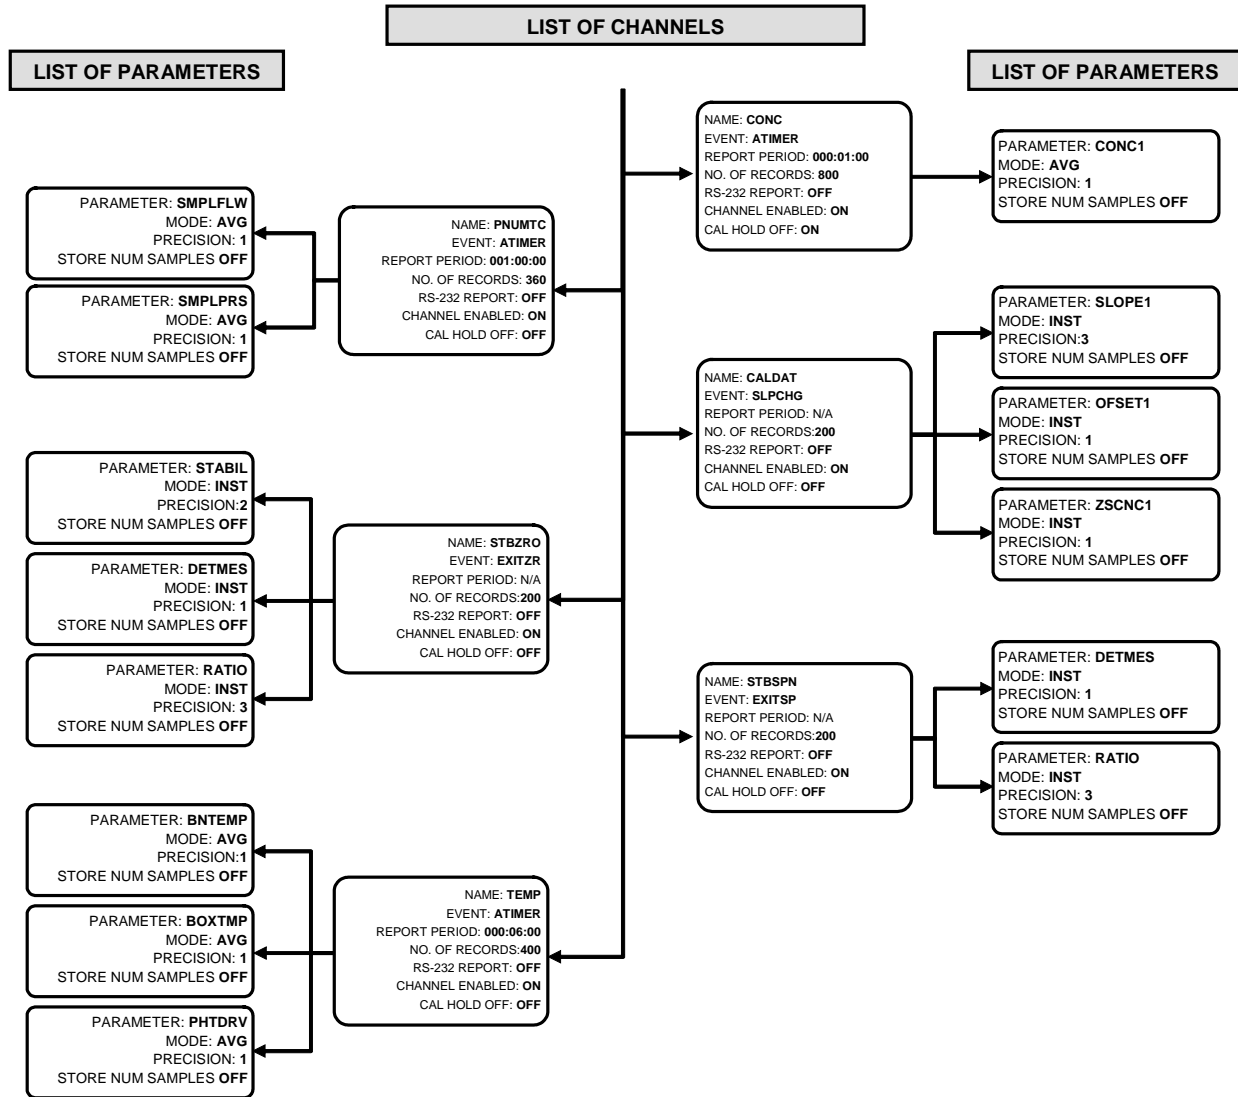 LIST OF CHANNELS
LIST OF PARAMETERS
LIST OF PARAMETERS
PARAMETER: SMPLFLW
MODE: AVG
PRECISION: 1
STORE NUM SAMPLES OFF
PARAMETER: SMPLPRS
MODE: AVG
PRECISION: 1
STORE NUM SAMPLES OFF
NAME: PNUMTC
EVENT: ATIMER
REPORT PERIOD: 001:00:00
NO. OF RECORDS: 360
RS-232 REPORT: OFF
CHANNEL ENABLED: ON
CAL HOLD OFF: OFF
PARAMETER: STABIL
MODE: INST
PRECISION:2
STORE NUM SAMPLES OFF
PARAMETER: DETMES
MODE: INST
PRECISION: 1
STORE NUM SAMPLES OFF
PARAMETER: RATIO
MODE: INST
PRECISION: 3
STORE NUM SAMPLES OFF
NAME: STBZRO
EVENT: EXITZR
REPORT PERIOD: N/A
NO. OF RECORDS:200
RS-232 REPORT: OFF
CHANNEL ENABLED: ON
CAL HOLD OFF: OFF
PARAMETER: BNTEMP
MODE: AVG
PRECISION:1
STORE NUM SAMPLES OFF
PARAMETER: BOXTMP
MODE: AVG
PRECISION: 1
STORE NUM SAMPLES OFF
PARAMETER: PHTDRV
MODE: AVG
PRECISION: 1
STORE NUM SAMPLES OFF
NAME: TEMP
EVENT: ATIMER
REPORT PERIOD: 000:06:00
NO. OF RECORDS:400
RS-232 REPORT: OFF
CHANNEL ENABLED: ON
CAL HOLD OFF: OFF
NAME: CONC
EVENT: ATIMER
REPORT PERIOD: 000:01:00
NO. OF RECORDS: 800
RS-232 REPORT: OFF
CHANNEL ENABLED: ON
CAL HOLD OFF: ON
PARAMETER: CONC1
MODE: AVG
PRECISION: 1
STORE NUM SAMPLES OFF
NAME: CALDAT
EVENT: SLPCHG
REPORT PERIOD: N/A
NO. OF RECORDS:200
RS-232 REPORT: OFF
CHANNEL ENABLED: ON
CAL HOLD OFF: OFF
PARAMETER: SLOPE1
MODE: INST
PRECISION:3
STORE NUM SAMPLES OFF
PARAMETER: OFSET1
MODE: INST
PRECISION: 1
STORE NUM SAMPLES OFF
PARAMETER: ZSCNC1
MODE: INST
PRECISION: 1
STORE NUM SAMPLES OFF
NAME: STBSPN
EVENT: EXITSP
REPORT PERIOD: N/A
NO. OF RECORDS:200
RS-232 REPORT: OFF
CHANNEL ENABLED: ON
CAL HOLD OFF: OFF
PARAMETER: DETMES
MODE: INST
PRECISION: 1
STORE NUM SAMPLES OFF
PARAMETER: RATIO
MODE: INST
PRECISION: 3
STORE NUM SAMPLES OFF